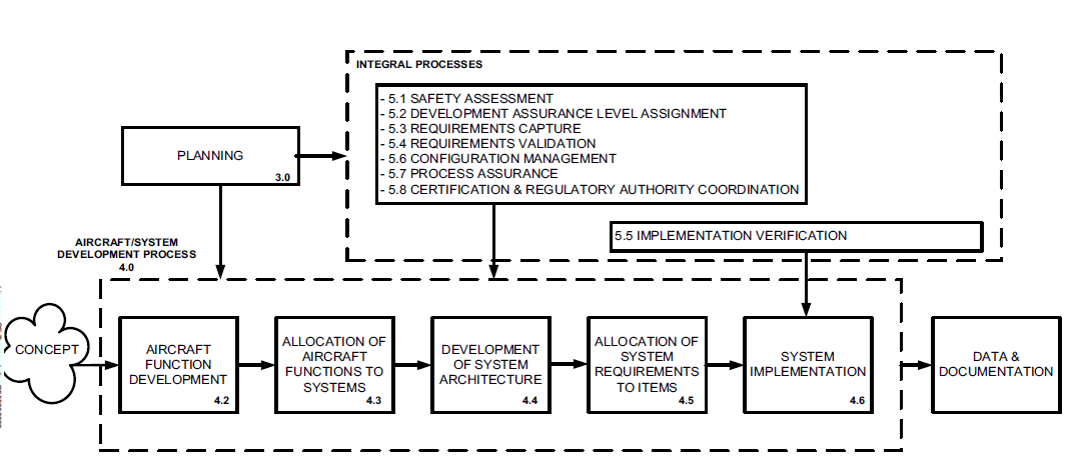 INTEGRAL PROCESSES
- 5.1 SAFETY ASSESSMENT
- 5.2 DEVELOPMENT ASSURANCE LEVEL ASSIGNMENT
- 5.3 REQUIREMENTS CAPTURE
- 5.4 REQUIREMENTS VALIDATION
- 5.6 CONFIGURATION MANAGEMENT
- 5.7 PROCESS ASSURANCE
- 5.8 CERTIFICATION & REGULATORY AUTHORITY COORDINATION
PLANNING
3.0
5.5 IMPLEMENTATION VERIFICATION
AIRCRAFT/SYSTEM
DEVELOPMENT PROCESS
4.0
CONCEPT
AIRCRAFT
FUNCTION
DEVELOPMENT
4.2
ALLOCATION OF
AIRCRAFT
FUNCTIONS TO
SYSTEMS
4.3
DEVELOPMENT
OF SYSTEM
ARCHITECTURE
4.4
ALLOCATION OF
SYSTEM
REQUIREMENTS
TO ITEMS
4.5
SYSTEM
IMPLEMENTATION
4.6
DATA &
DOCUMENTATION